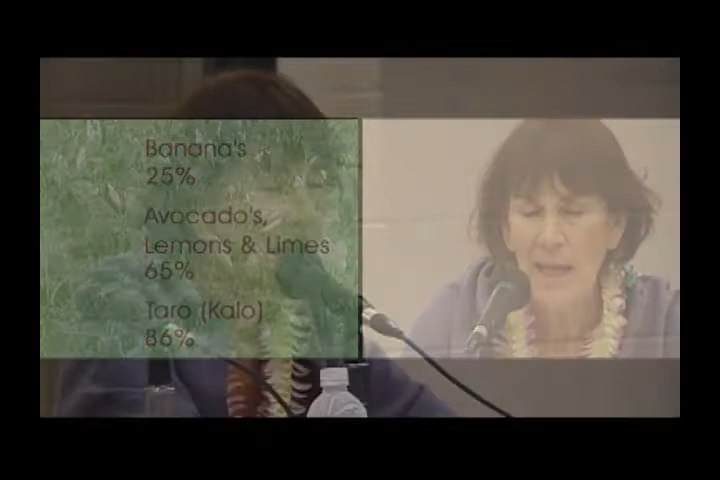 Banana's
25%
Avocado's,
Lemons & Limes
65%
Taro (Kalo)
86%